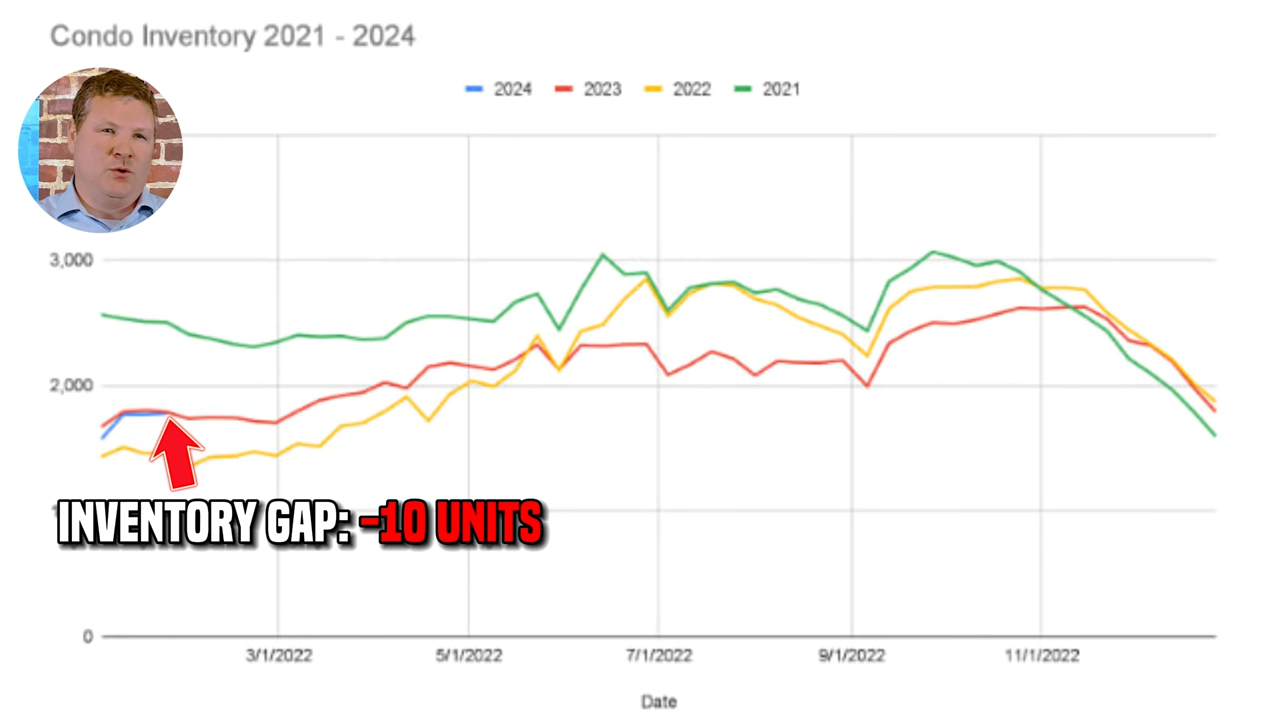 Condo Inventory 2021 - 2024
2024 2023 2022 2021
3,000
2,000
INVENTORY GAP: -10 UNITS
0
3/1/2022 5/1/2022 7/1/2022 9/1/2022 11/1/2022
Date